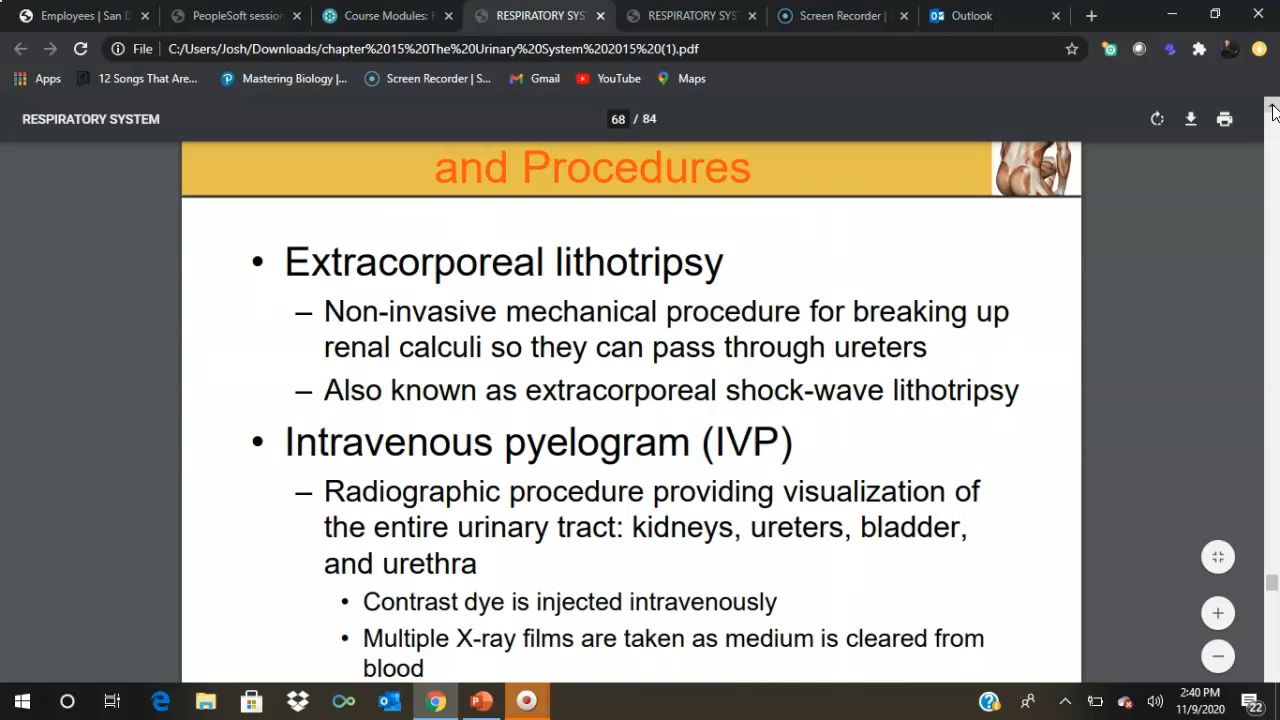 Employees | San D
PeopleSoft session
Course Modules: F
RESPIRATORY SYS
RESPIRATORY SYS
Screen Recorder |
Outlook
File
C:/Users/Josh/Downloads/chapter%2015%20The%20Urinary%20System%202015%20(1).pdf
Apps
12 Songs That Are...
Mastering Biology |...
Screen Recorder | S...
Gmail
YouTube
Maps
RESPIRATORY SYSTEM
68 / 84
and Procedures
• Extracorporeal lithotripsy
– Non-invasive mechanical procedure for breaking up
renal calculi so they can pass through ureters
– Also known as extracorporeal shock-wave lithotripsy
• Intravenous pyelogram (IVP)
– Radiographic procedure providing visualization of
the entire urinary tract: kidneys, ureters, bladder,
and urethra
• Contrast dye is injected intravenously
• Multiple X-ray films are taken as medium is cleared from
blood
2:40 PM
11/9/2020
22